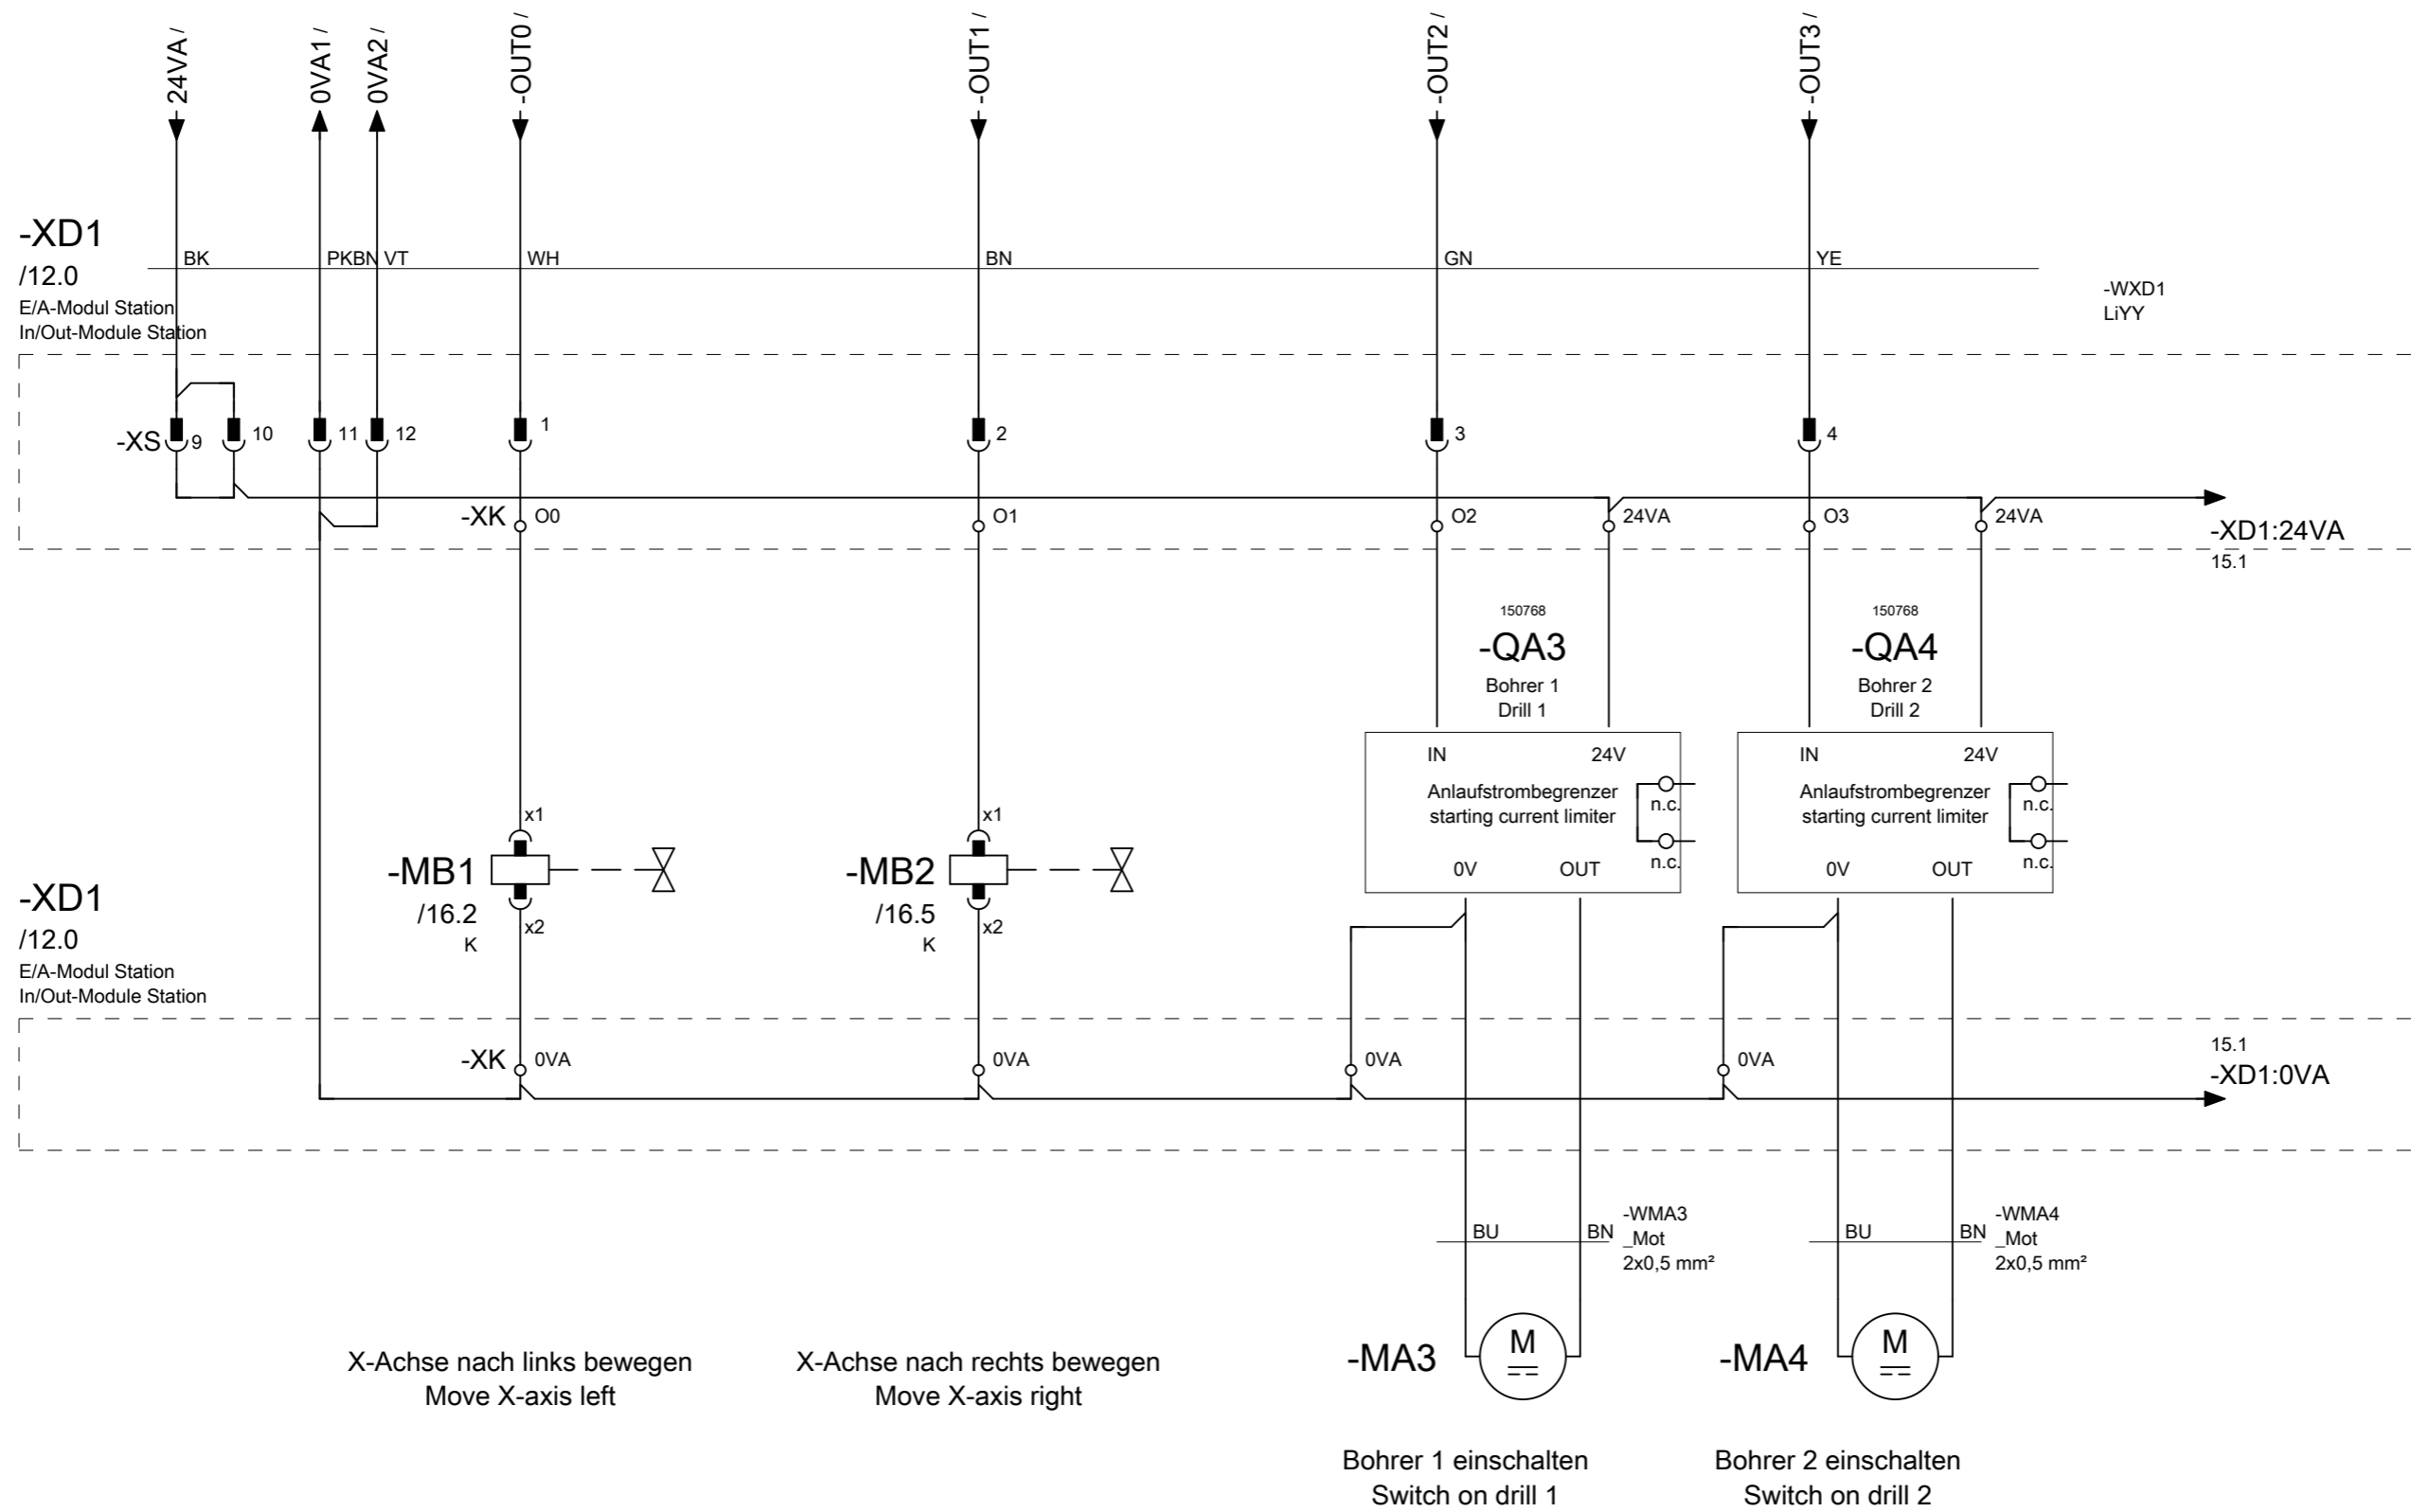 24VA /
0VA1 /
0VA2 /
-OUT0 /
-OUT1 /
-OUT2 /
-OUT3 /
-XD1
/12.0
E/A-Modul Station
In/Out-Module Station
BK
PKBN
VT
WH
BN
GN
YE
-WXD1
LiYY
-XS
9
10
11
12
1
2
3
4
-XK
O0
O1
O2
24VA
O3
24VA
-XD1:24VA
15.1
150768
-QA3
Bohrer 1
Drill 1
150768
-QA4
Bohrer 2
Drill 2
IN
24V
Anlaufstrombegrenzer
starting current limiter
n.c.
n.c.
0V
OUT
IN
24V
Anlaufstrombegrenzer
starting current limiter
n.c.
n.c.
0V
OUT
x1
-MB1
/16.2
K
x2
x1
-MB2
/16.5
K
x2
-XD1
/12.0
E/A-Modul Station
In/Out-Module Station
-XK
0VA
0VA
0VA
0VA
15.1
-XD1:0VA
BU
BN
-WMA3
_Mot
2x0,5 mm²
BU
BN
-WMA4
_Mot
2x0,5 mm²
-MA3
M
-MA4
M
X-Achse nach links bewegen
Move X-axis left
X-Achse nach rechts bewegen
Move X-axis right
Bohrer 1 einschalten
Switch on drill 1
Bohrer 2 einschalten
Switch on drill 2